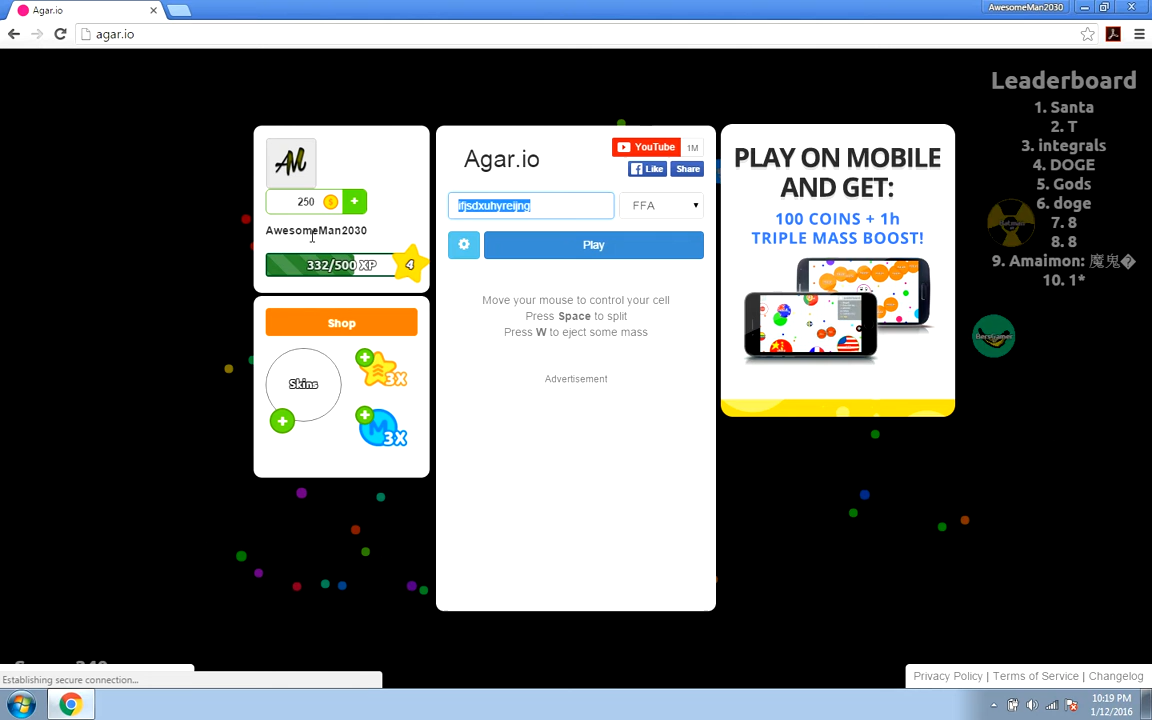 Agar.io
AwesomeMan2030
agar.io
Leaderboard
1. Santa
2. T
3. integrals
4. DOGE
5. Gods
6. doge
7. 8
8. 8
9. Amaimon: 魔鬼�
10. 1*
AM
250
AwesomeMan2030
332/500 XP
4
Shop
Skins
3X
M
3X
Agar.io
YouTube
1M
Like
Share
ifjsdxuhyreijng
FFA
Play
Move your mouse to control your cell
Press Space to split
Press W to eject some mass
Advertisement
PLAY ON MOBILE
AND GET:
100 COINS + 1h
TRIPLE MASS BOOST!
Establishing secure connection...
Privacy Policy | Terms of Service | Changelog
10:19 PM
1/12/2016